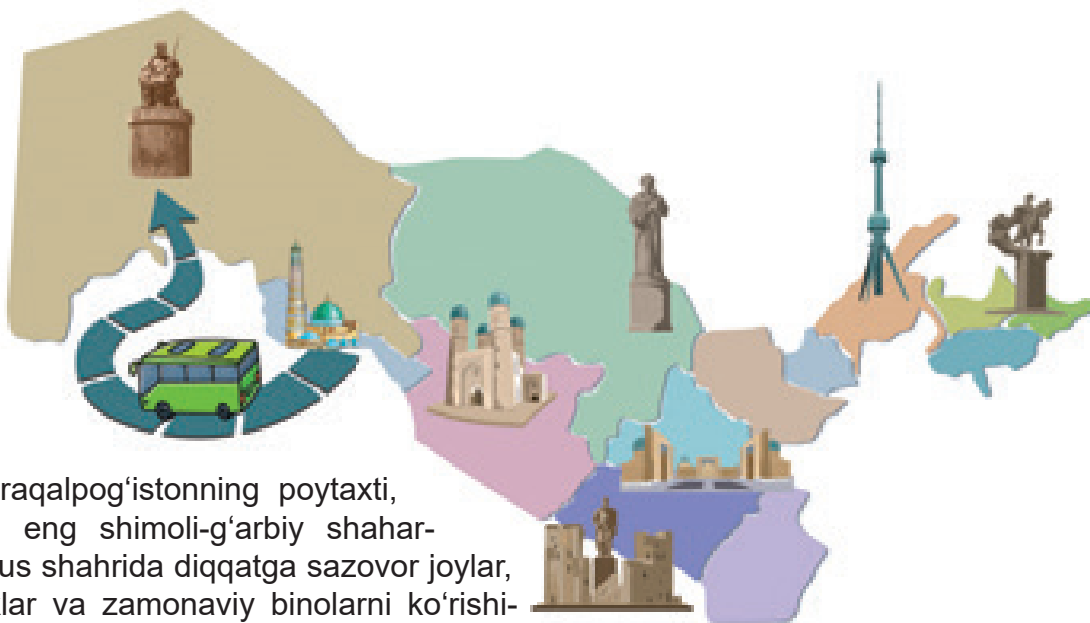 raqalpog‘istonning poytaxti,
eng shimoli-g‘arbiy shahar-
us shahrida diqqatga sazovor joylar,
lar va zamonaviy binolarni ko‘rishi-